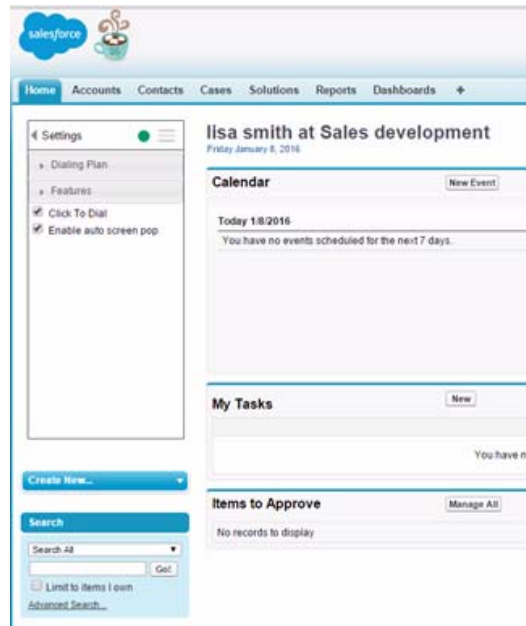 salesforce
Home Accounts Contacts Cases Solutions Reports Dashboards +
Settings
Dialing Plan
Features
Click To Dial
Enable auto screen pop
lisa smith at Sales development
Friday January 8, 2016
Calendar
New Event
Today 1/8/2016
You have no events scheduled for the next 7 days.
My Tasks
New
You have n
Create New...
Search
Search All
Go!
Limit to items I own
Advanced Search...
Items to Approve
Manage All
No records to display